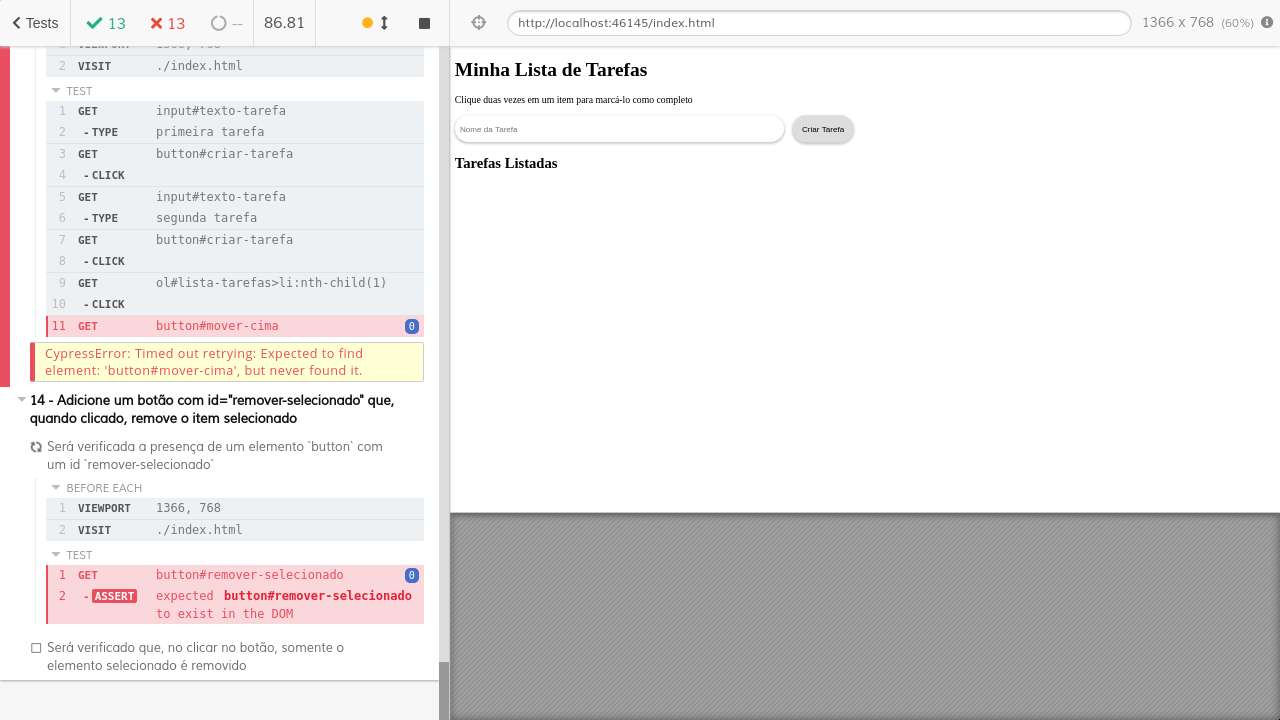 Tests 13 13 -- 86.81
http://localhost:46145/index.html 1366 x 768 (60%)
1 VIEWPORT 1366, 768
2 VISIT ./index.html
TEST
1 GET input#texto-tarefa
2 -TYPE primeira tarefa
3 GET button#criar-tarefa
4 -CLICK
5 GET input#texto-tarefa
6 -TYPE segunda tarefa
7 GET button#criar-tarefa
8 -CLICK
9 GET ol#lista-tarefas>li:nth-child(1)
10 -CLICK
11 GET button#mover-cima 0
CypressError: Timed out retrying: Expected to find
element: 'button#mover-cima', but never found it.
14 - Adicione um botão com id="remover-selecionado" que,
quando clicado, remove o item selecionado
Será verificada a presença de um elemento `button` com
um id `remover-selecionado`
BEFORE EACH
1 VIEWPORT 1366, 768
2 VISIT ./index.html
TEST
1 GET button#remover-selecionado 0
2 -ASSERT expected button#remover-selecionado
to exist in the DOM
Será verificado que, no clicar no botão, somente o
elemento selecionado é removido
Minha Lista de Tarefas
Clique duas vezes em um item para marcá-lo como completo
Nome da Tarefa Criar Tarefa
Tarefas Listadas